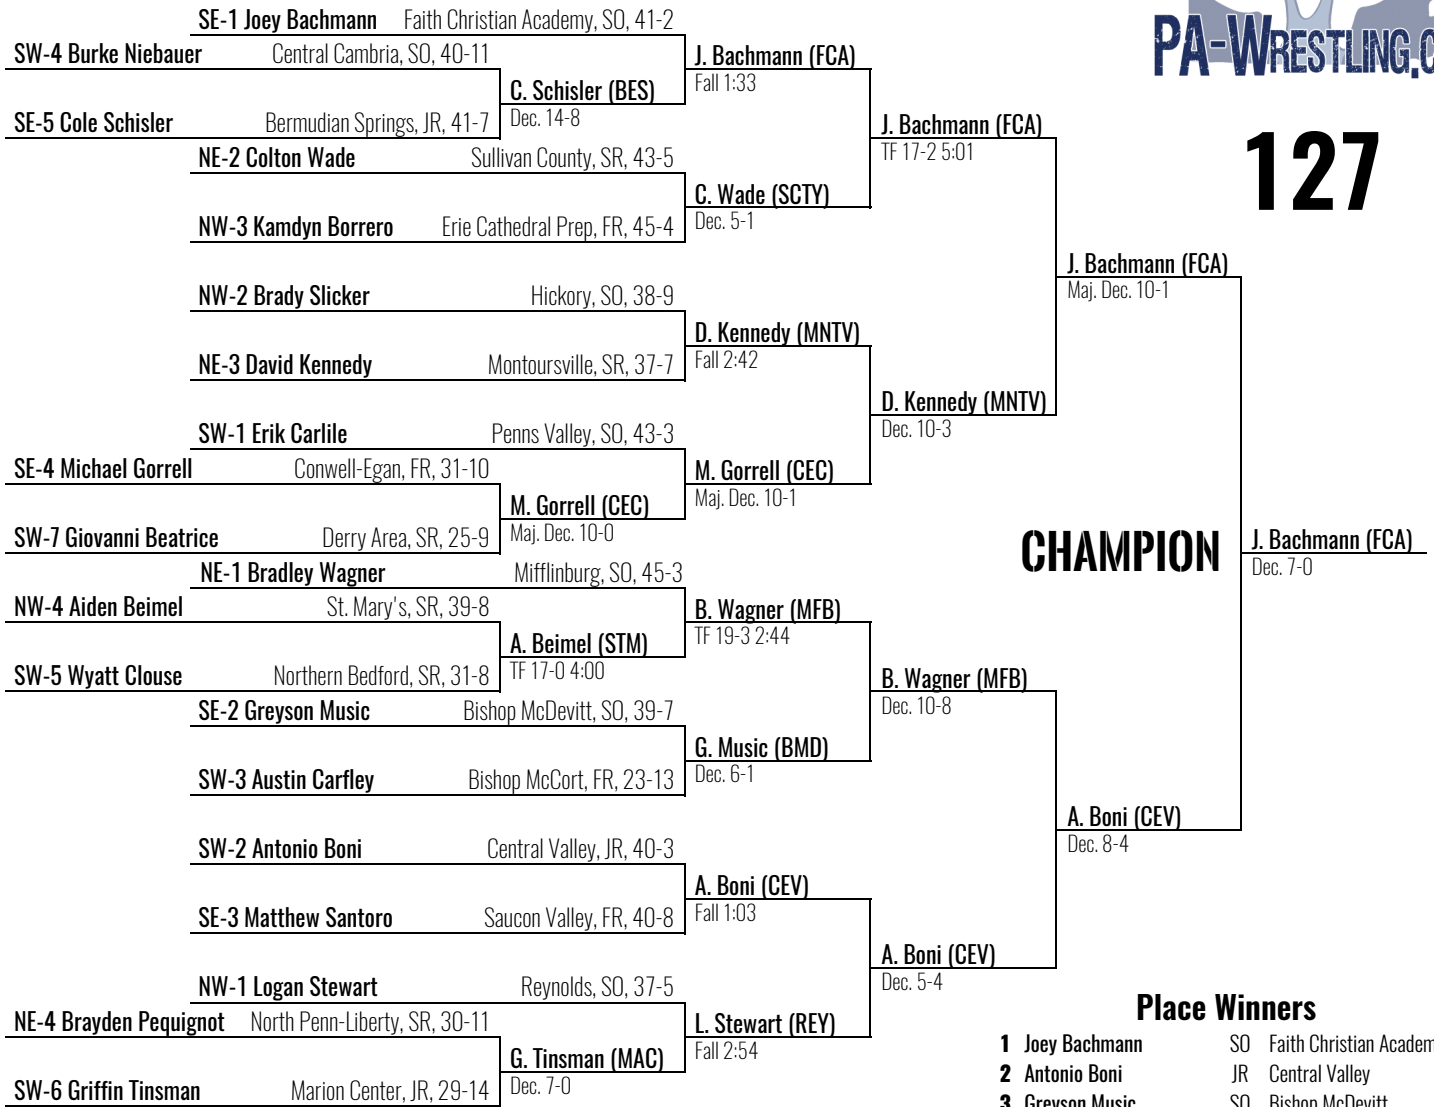 SE-1 Joey Bachmann Faith Christian Academy, SO, 41-2
SW-4 Burke Niebauer Central Cambria, SO, 40-11
C. Schisler (BES)
Dec. 14-8
SE-5 Cole Schisler Bermudian Springs, JR, 41-7
J. Bachmann (FCA)
Fall 1:33
NE-2 Colton Wade Sullivan County, SR, 43-5
C. Wade (SCTY)
Dec. 5-1
NW-3 Kamdyn Borrero Erie Cathedral Prep, FR, 45-4
J. Bachmann (FCA)
TF 17-2 5:01
NW-2 Brady Slicker Hickory, SO, 38-9
D. Kennedy (MNTV)
Fall 2:42
NE-3 David Kennedy Montoursville, SR, 37-7
J. Bachmann (FCA)
Maj. Dec. 10-1
D. Kennedy (MNTV)
Dec. 10-3
SW-1 Erik Carlile Penns Valley, SO, 43-3
SE-4 Michael Gorrell Conwell-Egan, FR, 31-10
M. Gorrell (CEC)
Maj. Dec. 10-1
M. Gorrell (CEC)
Maj. Dec. 10-0
SW-7 Giovanni Beatrice Derry Area, SR, 25-9
PA-WRESTLING.C
127
CHAMPION
J. Bachmann (FCA)
Dec. 7-0
NE-1 Bradley Wagner Mifflinburg, SO, 45-3
NW-4 Aiden Beimel St. Mary's, SR, 39-8
B. Wagner (MFB)
TF 19-3 2:44
A. Beimel (STM)
TF 17-0 4:00
SW-5 Wyatt Clouse Northern Bedford, SR, 31-8
B. Wagner (MFB)
Dec. 10-8
SE-2 Greyson Music Bishop McDevitt, SO, 39-7
G. Music (BMD)
Dec. 6-1
SW-3 Austin Carfley Bishop McCort, FR, 23-13
A. Boni (CEV)
Dec. 8-4
SW-2 Antonio Boni Central Valley, JR, 40-3
A. Boni (CEV)
Fall 1:03
SE-3 Matthew Santoro Saucon Valley, FR, 40-8
A. Boni (CEV)
Dec. 5-4
NW-1 Logan Stewart Reynolds, SO, 37-5
NE-4 Brayden Pequignot North Penn-Liberty, SR, 30-11
L. Stewart (REY)
Fall 2:54
G. Tinsman (MAC)
Dec. 7-0
SW-6 Griffin Tinsman Marion Center, JR, 29-14
Place Winners
1 Joey Bachmann SO Faith Christian Academ
2 Antonio Boni JR Central Valley
3 Greyson Music SO Bishop McDevitt